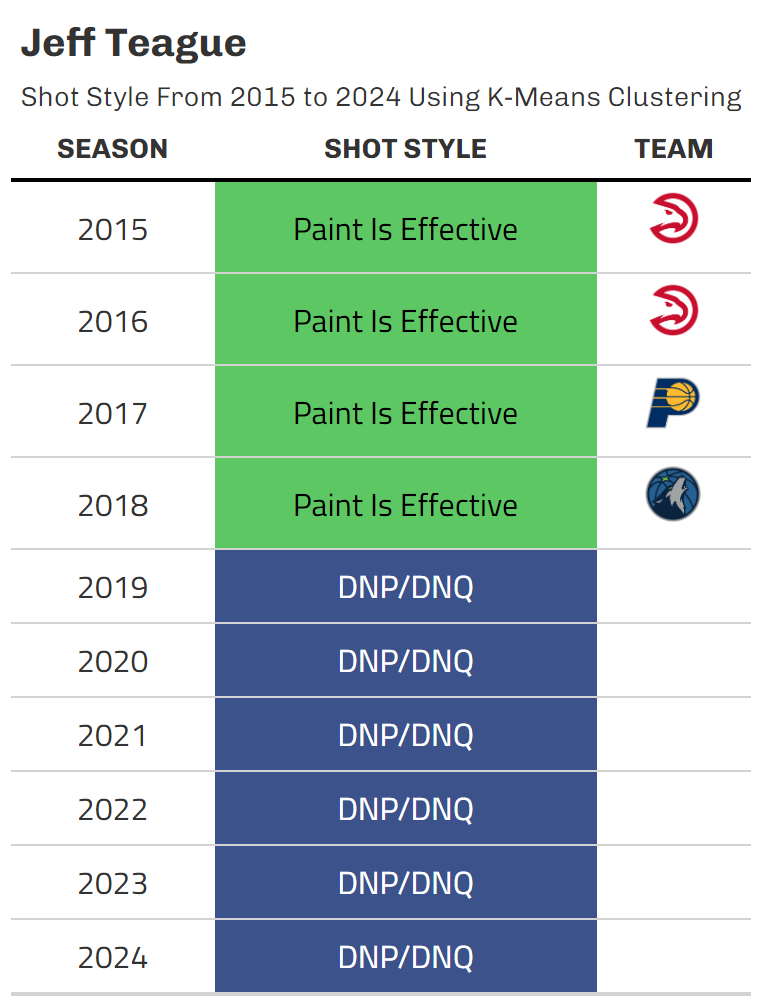 Jeff Teague
Shot Style From 2015 to 2024 Using K-Means Clustering
SEASON SHOT STYLE TEAM
2015 Paint Is Effective
2016 Paint Is Effective
2017 Paint Is Effective
2018 Paint Is Effective
2019 DNP/DNQ
2020 DNP/DNQ
2021 DNP/DNQ
2022 DNP/DNQ
2023 DNP/DNQ
2024 DNP/DNQ